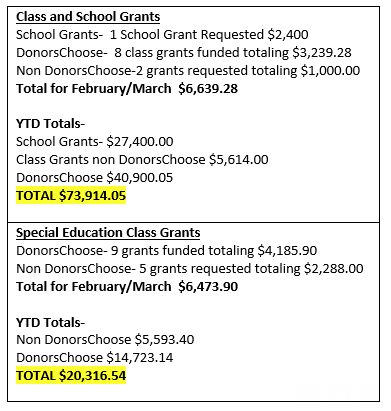 Class and School Grants
School Grants- 1 School Grant Requested $2,400
DonorsChoose- 8 class grants funded totaling $3,239.28
Non DonorsChoose-2 grants requested totaling $1,000.00
Total for February/March $6,639.28
YTD Totals-
School Grants- $27,400.00
Class Grants non DonorsChoose $5,614.00
DonorsChoose $40,900.05
TOTAL $73,914.05
Special Education Class Grants
DonorsChoose- 9 grants funded totaling $4,185.90
Non DonorsChoose- 5 grants requested totaling $2,288.00
Total for February/March $6,473.90
YTD Totals-
Non DonorsChoose $5,593.40
DonorsChoose $14,723.14
TOTAL $20,316.54